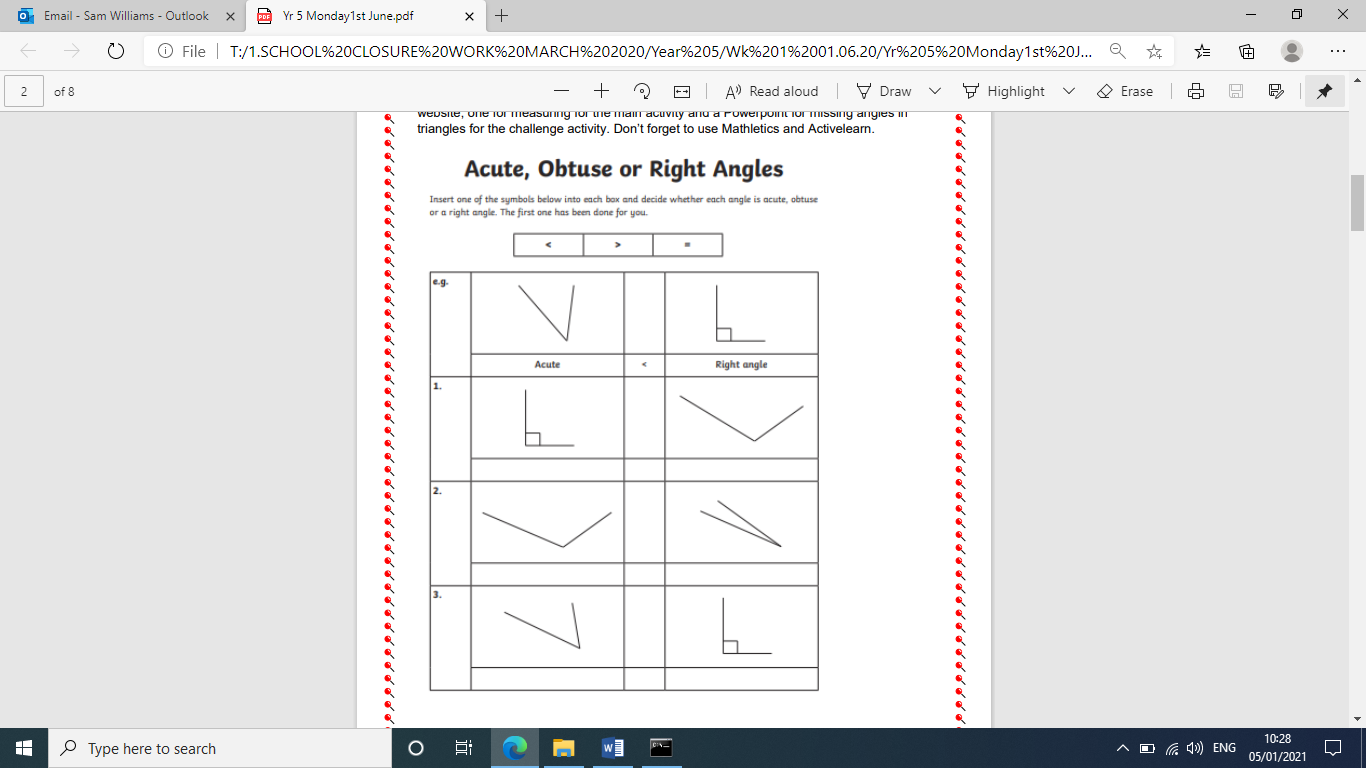 Email - Sam Williams - Outlook
Yr 5 Monday1st June.pdf
File
T:/1.SCHOOL%20CLOSURE%20WORK%20MARCH%202020/Year%205/Wk%201%2001.06.20/Yr%205%20Monday1st%20J...
2
of 8
Read aloud
Draw
Highlight
Erase
website, one for measuring for the main activity and a Powerpoint for missing angles in
triangles for the challenge activity. Don't forget to use Mathletics and Activelearn.
Acute, Obtuse or Right Angles
Insert one of the symbols below into each box and decide whether each angle is acute, obtuse
or a right angle. The first one has been done for you.
< > =
e.g.
Acute < Right angle
1.
2.
3.
Type here to search
ENG
10:28
05/01/2021